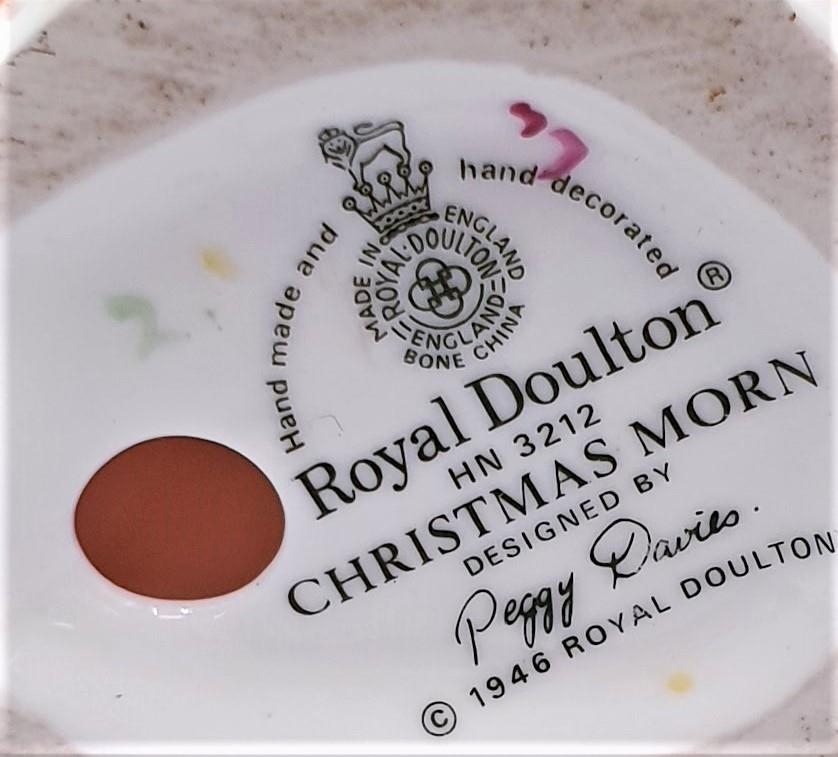 Hand made and hand decorated
MADE IN ENGLAND
ROYAL·DOULTON
ENGLAND
BONE CHINA
Royal Doulton®
HN 3212
CHRISTMAS MORN
DESIGNED BY
Peggy Davies.
© 1946 ROYAL DOULTON